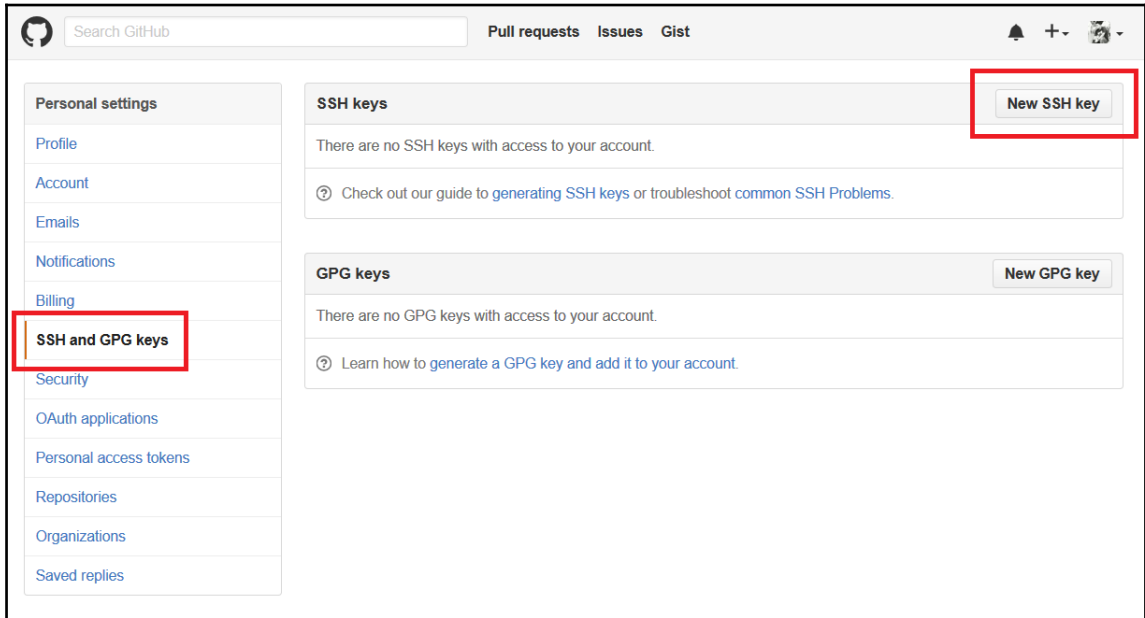 Search GitHub
Pull requests Issues Gist
Personal settings
Profile
Account
Emails
Notifications
Billing
SSH and GPG keys
Security
OAuth applications
Personal access tokens
Repositories
Organizations
Saved replies
SSH keys
New SSH key
There are no SSH keys with access to your account.
Check out our guide to generating SSH keys or troubleshoot common SSH Problems.
GPG keys
New GPG key
There are no GPG keys with access to your account.
Learn how to generate a GPG key and add it to your account.